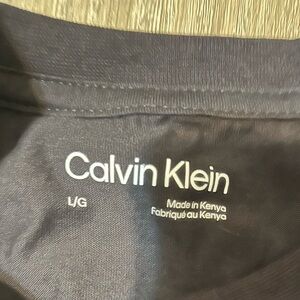 Calvin Klein
L/G
Made in Kenya
Fabriqué au Kenya